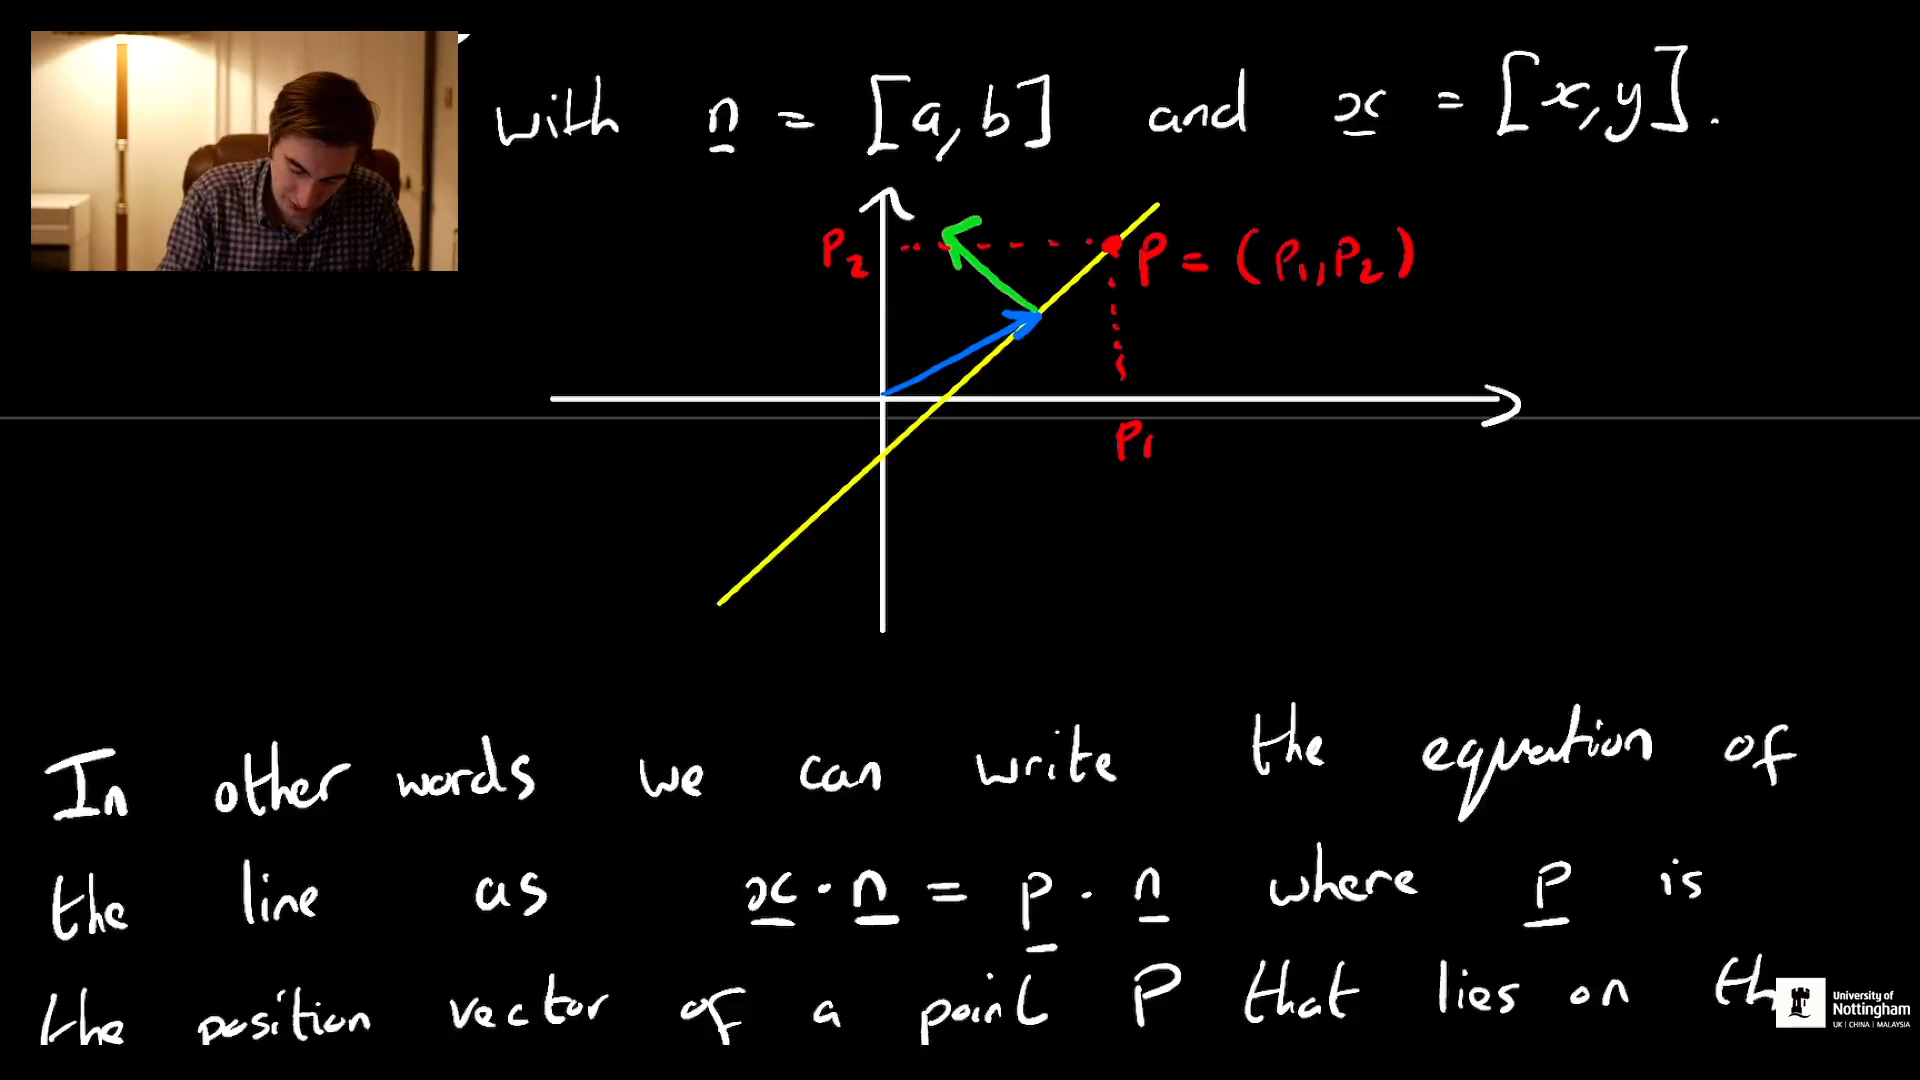 with n = [a, b] and x = [x, y].
P2
P = (P1, P2)
P1
In other words we can write the equation of
the line as x · n = p · n where p is
the position vector of a point P that lies on th
University of
Nottingham
UK | CHINA | MALAYSIA